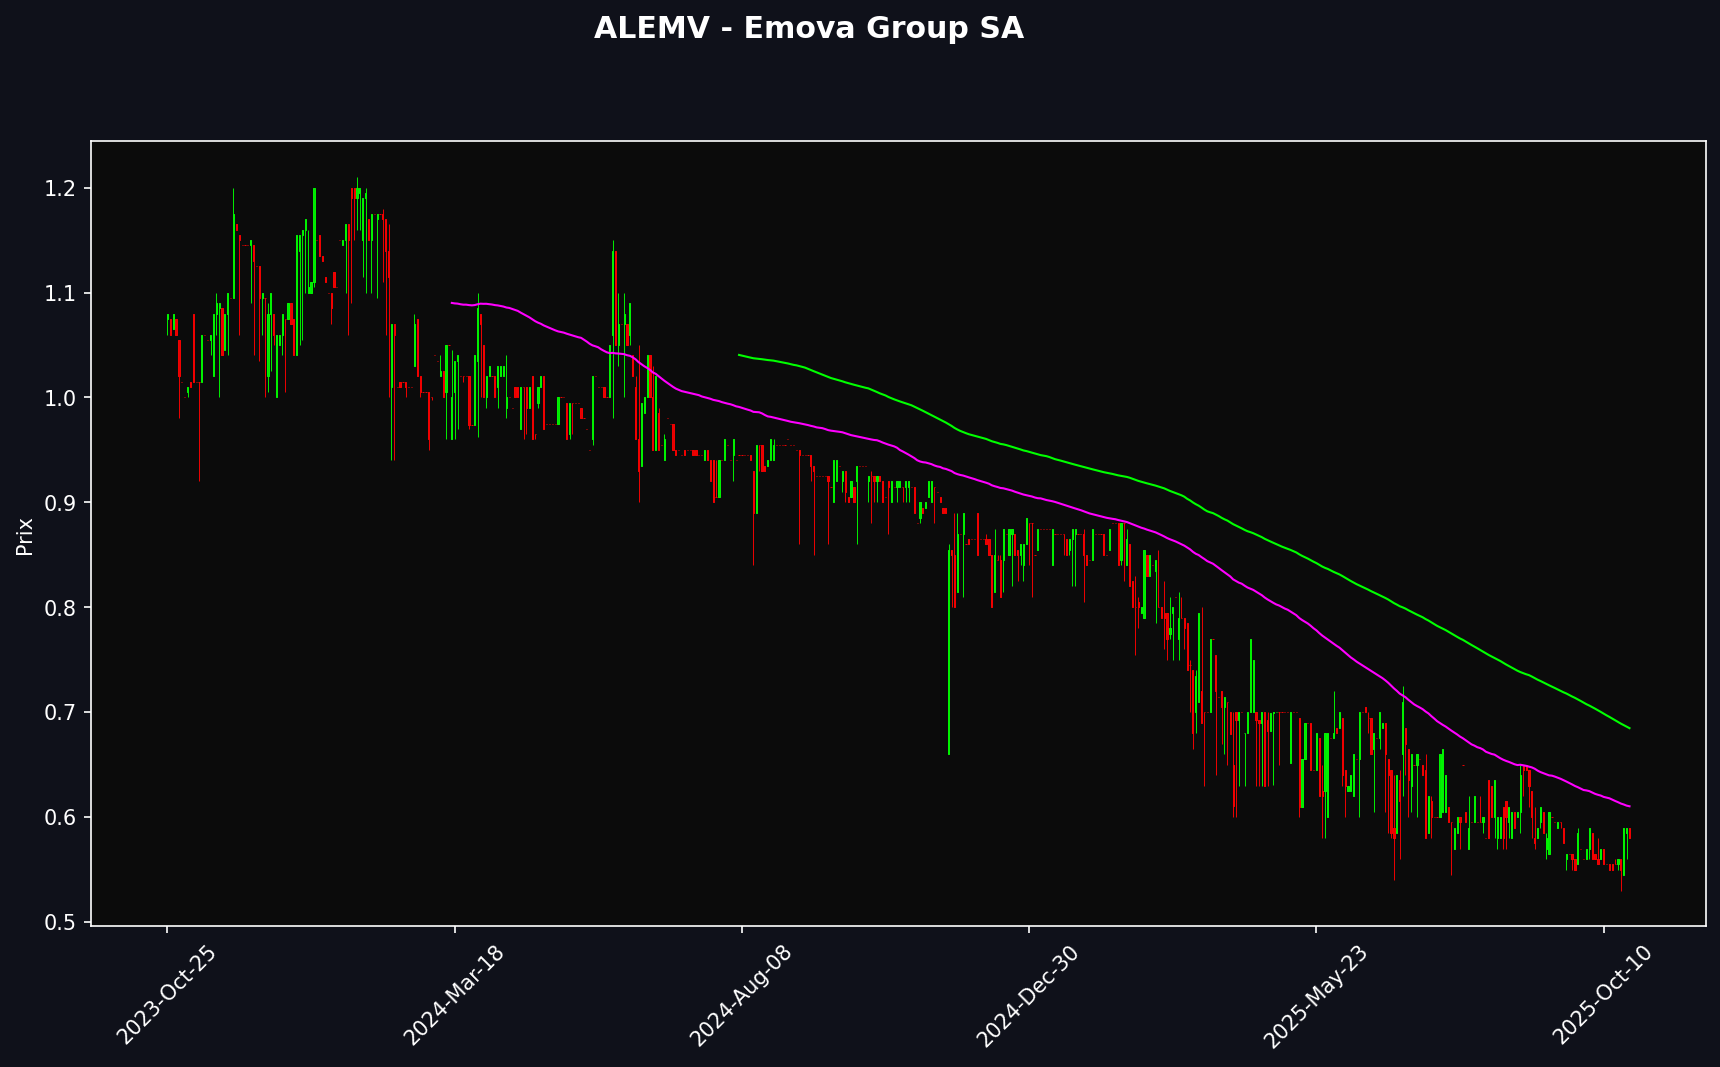 ALEMV - Emova Group SA
Prix
1.2
1.1
1.0
0.9
0.8
0.7
0.6
0.5
2023-Oct-25
2024-Mar-18
2024-Aug-08
2024-Dec-30
2025-May-23
2025-Oct-10